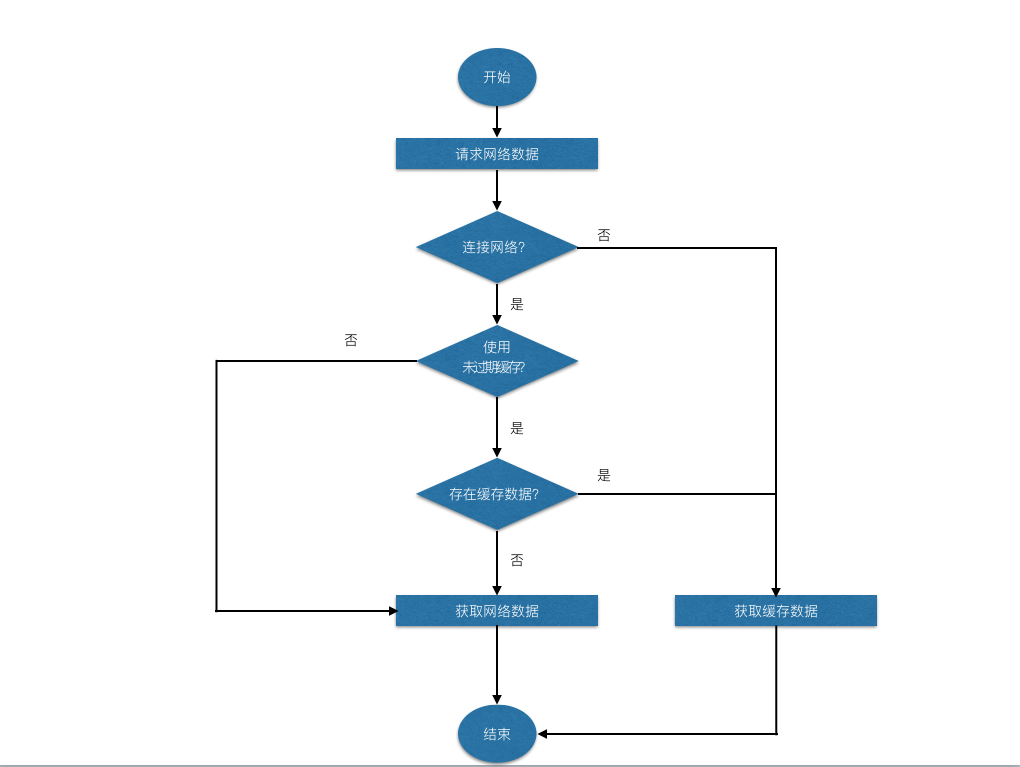 开始
请求网络数据
连接网络?
否
是
使用
未过期缓存?
否
是
存在缓存数据?
是
否
获取网络数据
获取缓存数据
结束